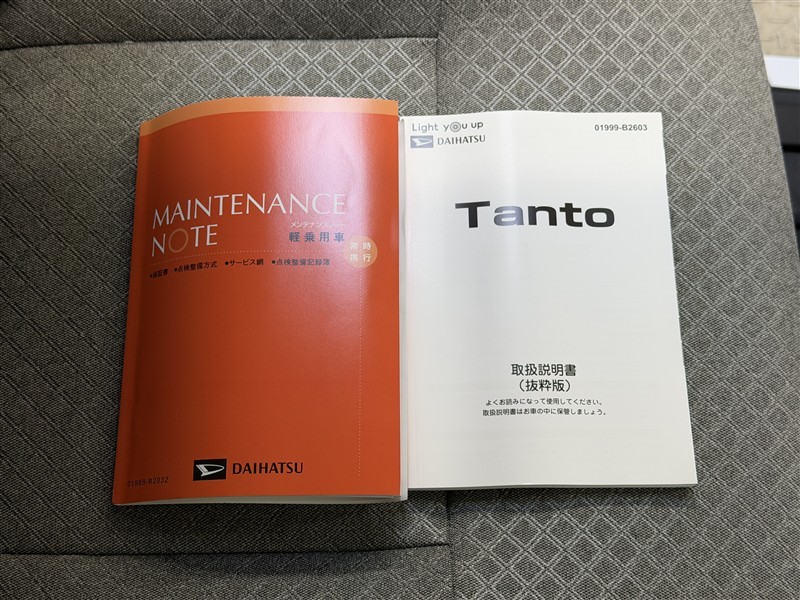 MAINTENANCE
NOTE
メンテナンスノート
軽乗用車
常時
携行
●保証書 ●点検整備方式 ●サービス網 ●点検整備記録簿
DAIHATSU
Light you up
DAIHATSU
01999-B2603
Tanto
取扱説明書
（抜粋版）
よくお読みになって使用してください。
取扱説明書はお車の中に保管しましょう。